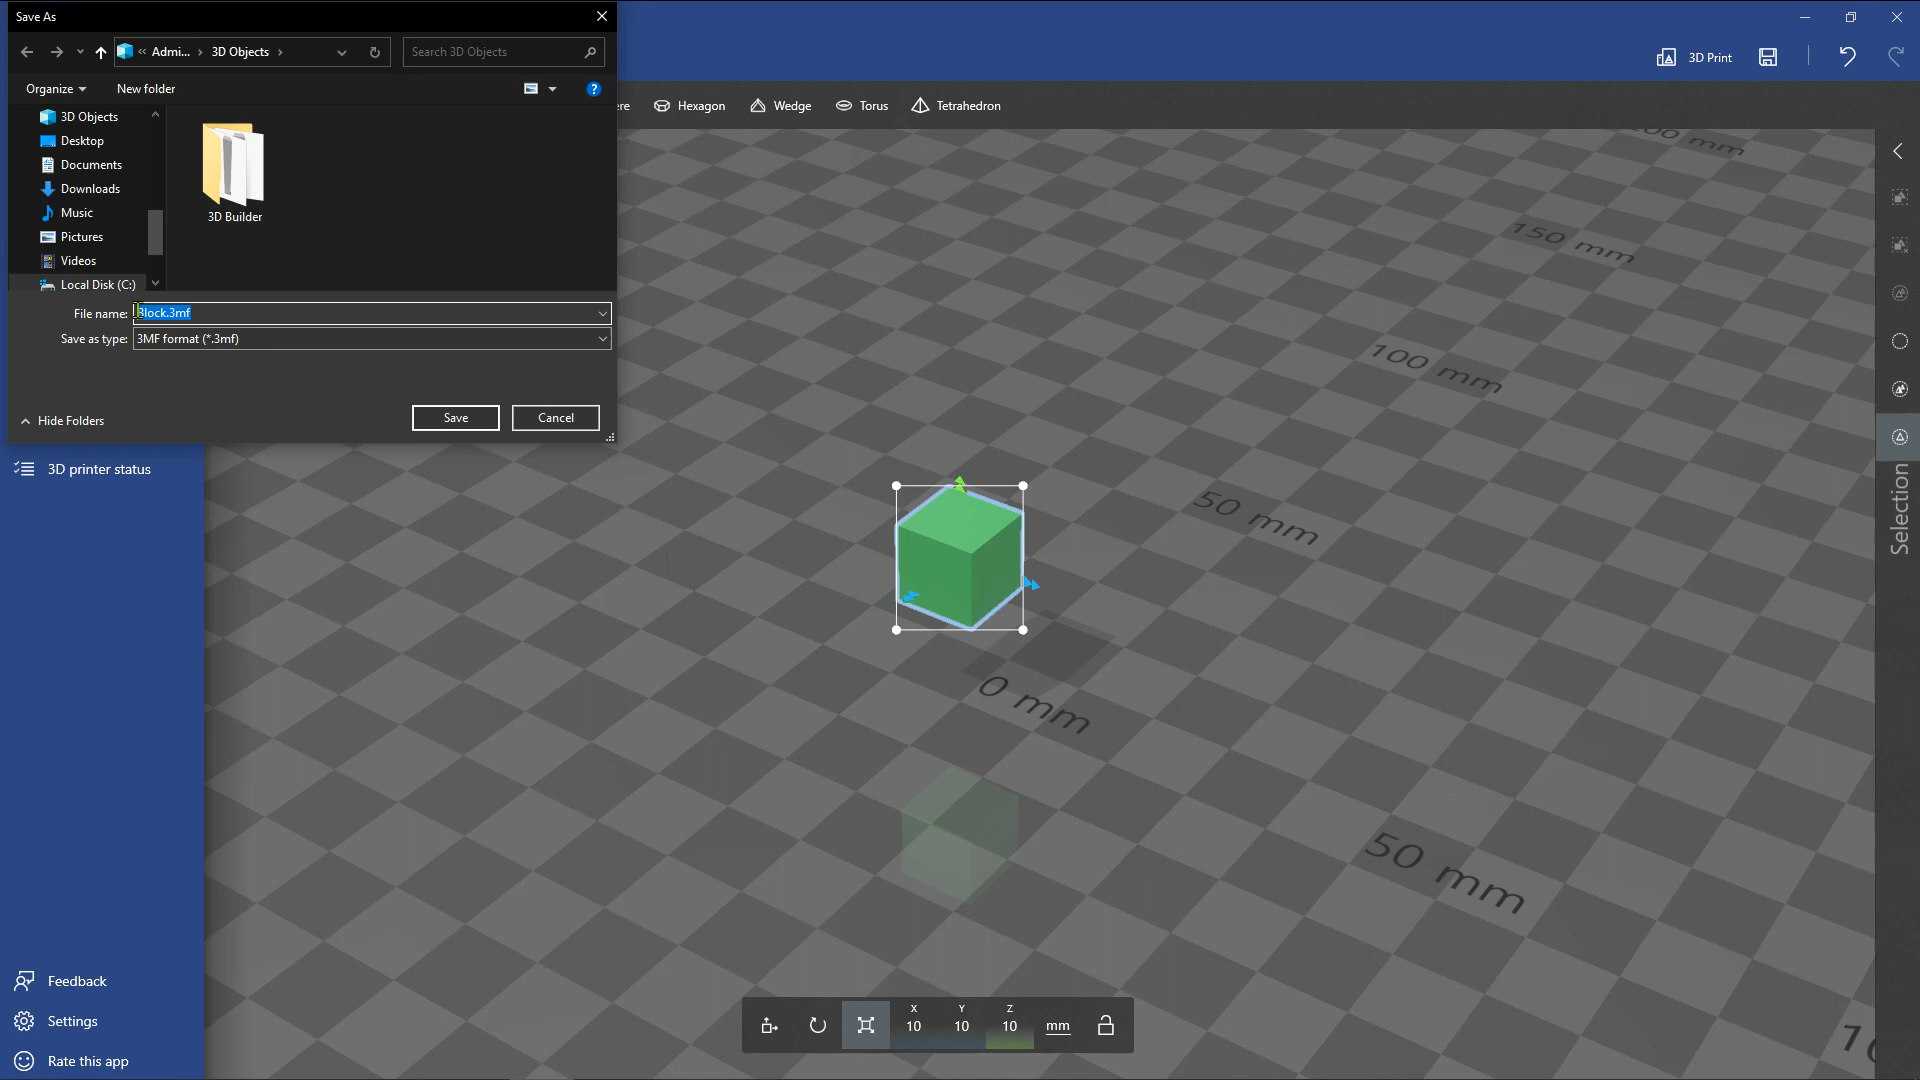 Save As
« Admi... › 3D Objects ›
Search 3D Objects
3D Print
Organize
New folder
?
Hexagon
Wedge
Torus
Tetrahedron
3D Objects
Desktop
Documents
Downloads
Music
Pictures
Videos
Local Disk (C:)
3D Builder
File name: Block.3mf
Save as type: 3MF format (*.3mf)
Hide Folders
Save
Cancel
3D printer status
150 mm
100 mm
50 mm
0 mm
50 mm
Selection
Feedback
Settings
Rate this app
X Y Z
10 10 10 mm